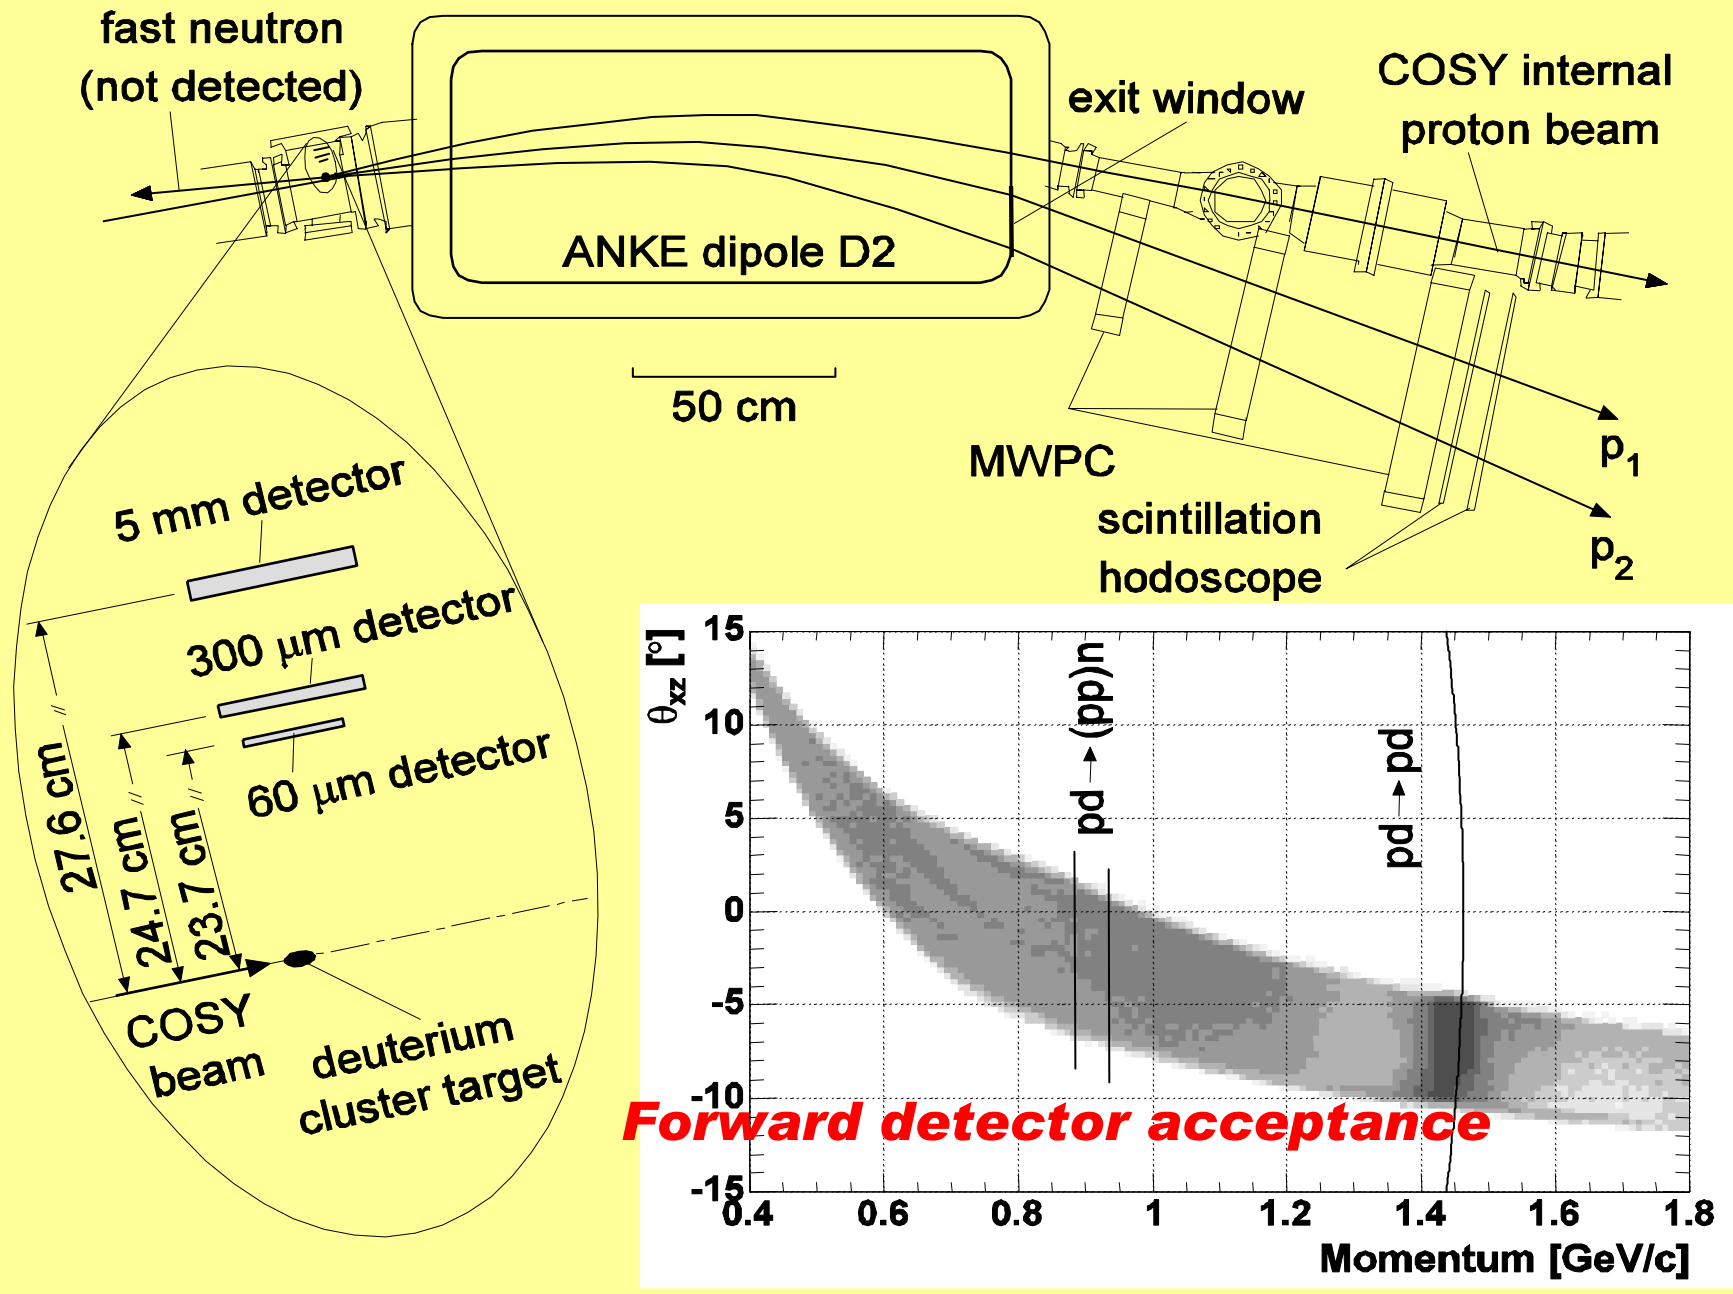 fast neutron
(not detected)
COSY internal
proton beam
exit window
ANKE dipole D2
50 cm
MWPC
p1
scintillation
hodoscope
p2
5 mm detector
300 μm detector
60 μm detector
27.6 cm
24.7 cm
23.7 cm
COSY
beam
deuterium
cluster target
θxz [°]
15
10
5
0
-5
-10
-15
pd → (pp)n
pd → pd
Forward detector acceptance
0.4 0.6 0.8 1 1.2 1.4 1.6 1.8
Momentum [GeV/c]